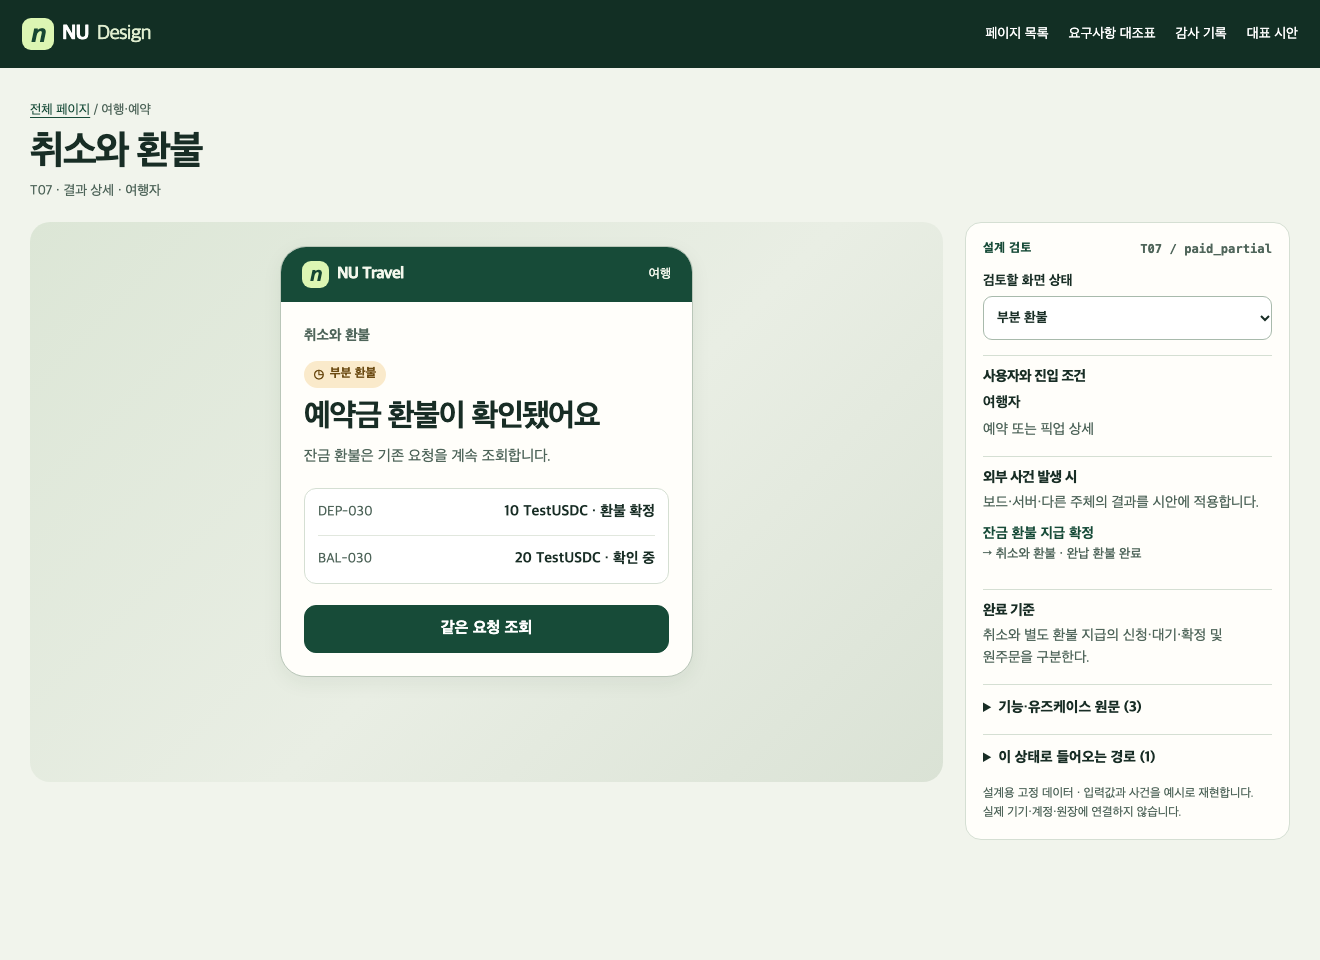 n NU Design
페이지 목록 요구사항 대조표 감사 기록 대표 시안
전체 페이지 / 여행·예약
취소와 환불
T07 · 결과 상세 · 여행자
n NU Travel 여행
취소와 환불
부분 환불
예약금 환불이 확인됐어요
잔금 환불은 기존 요청을 계속 조회합니다.
DEP-030 10 TestUSDC · 환불 확정
BAL-030 20 TestUSDC · 확인 중
같은 요청 조회
설계 검토 T07 / paid_partial
검토할 화면 상태
부분 환불
사용자와 진입 조건
여행자
예약 또는 픽업 상세
외부 사건 발생 시
보드·서버·다른 주체의 결과를 시안에 적용합니다.
잔금 환불 지급 확정
→ 취소와 환불 · 완납 환불 완료
완료 기준
취소와 별도 환불 지급의 신청·대기·확정 및
원주문을 구분한다.
▶ 기능·유즈케이스 원문 (3)
▶ 이 상태로 들어오는 경로 (1)
설계용 고정 데이터 · 입력값과 사건을 예시로 재현합니다.
실제 기기·계정·원장에 연결하지 않습니다.